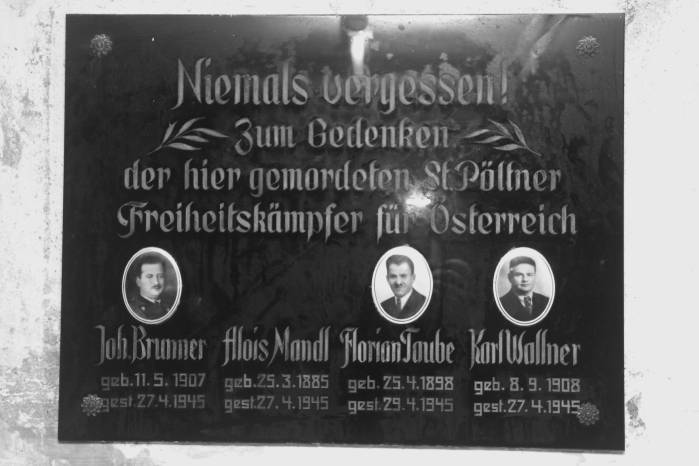 Niemals vergessen!
Zum Gedenken
der hier gemordeten St. Pöltner
Freiheitskämpfer für Österreich
Joh. Brunner Alois Mandl Florian Taube Karl Wallner
geb. 11. 5. 1907 geb. 25. 3. 1885 geb. 25. 4. 1898 geb. 8. 9. 1908
gest. 27. 4. 1945 gest. 27. 4. 1945 gest. 29. 4. 1945 gest. 27. 4. 1945